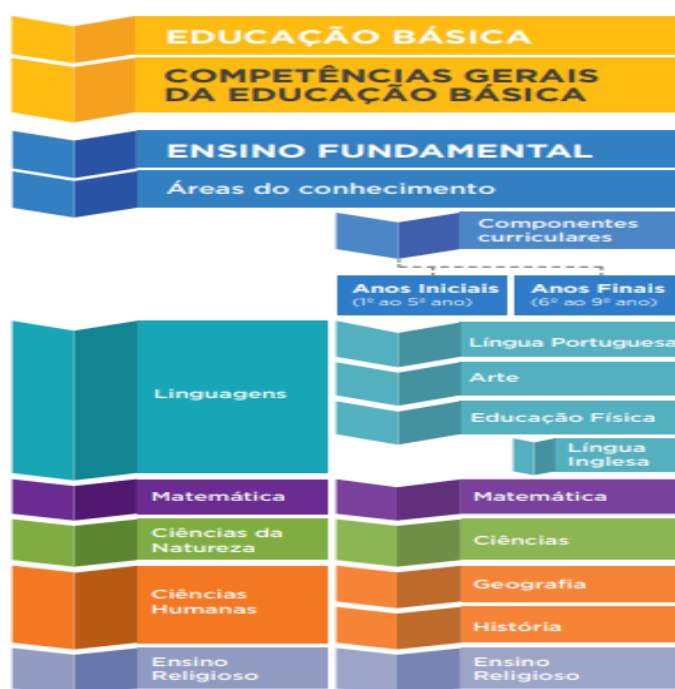 EDUCAÇÃO BÁSICA
COMPETÊNCIAS GERAIS
DA EDUCAÇÃO BÁSICA
ENSINO FUNDAMENTAL
Áreas do conhecimento
Componentes
curriculares
Anos Iniciais
(1º ao 5º ano)
Anos Finais
(6º ao 9º ano)
Linguagens
Língua Portuguesa
Arte
Educação Física
Língua
Inglesa
Matemática
Matemática
Ciências da
Natureza
Ciências
Ciências
Humanas
Geografia
História
Ensino
Religioso
Ensino
Religioso